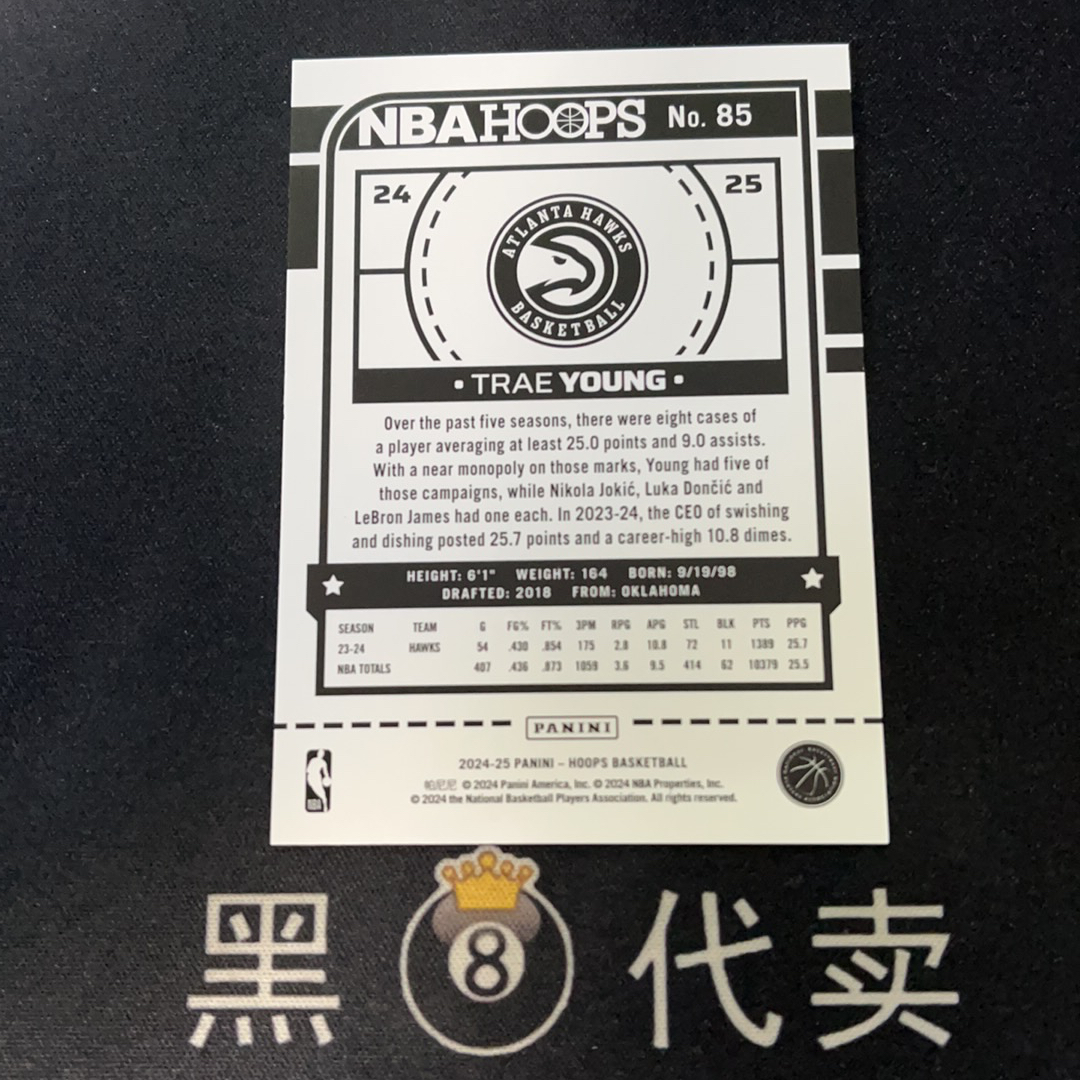 NBA HOOPS No. 85
24 25
ATLANTA HAWKS
BASKETBALL
• TRAE YOUNG •
Over the past five seasons, there were eight cases of
a player averaging at least 25.0 points and 9.0 assists.
With a near monopoly on those marks, Young had five of
those campaigns, while Nikola Jokić, Luka Dončić and
LeBron James had one each. In 2023-24, the CEO of swishing
and dishing posted 25.7 points and a career-high 10.8 dimes.
HEIGHT: 6'1" WEIGHT: 164 BORN: 9/19/98
DRAFTED: 2018 FROM: OKLAHOMA
SEASON TEAM G FG% FT% 3PM RPG APG STL BLK PTS PPG
23-24 HAWKS 54 .430 .854 175 2.8 10.8 72 11 1389 25.7
NBA TOTALS 407 .436 .873 1059 3.6 9.5 414 62 10379 25.5
PANINI
2024-25 PANINI – HOOPS BASKETBALL
帕尼尼 © 2024 Panini America, Inc. © 2024 NBA Properties, Inc.
© 2024 the National Basketball Players Association. All rights reserved.
NBA
黑 8 代卖